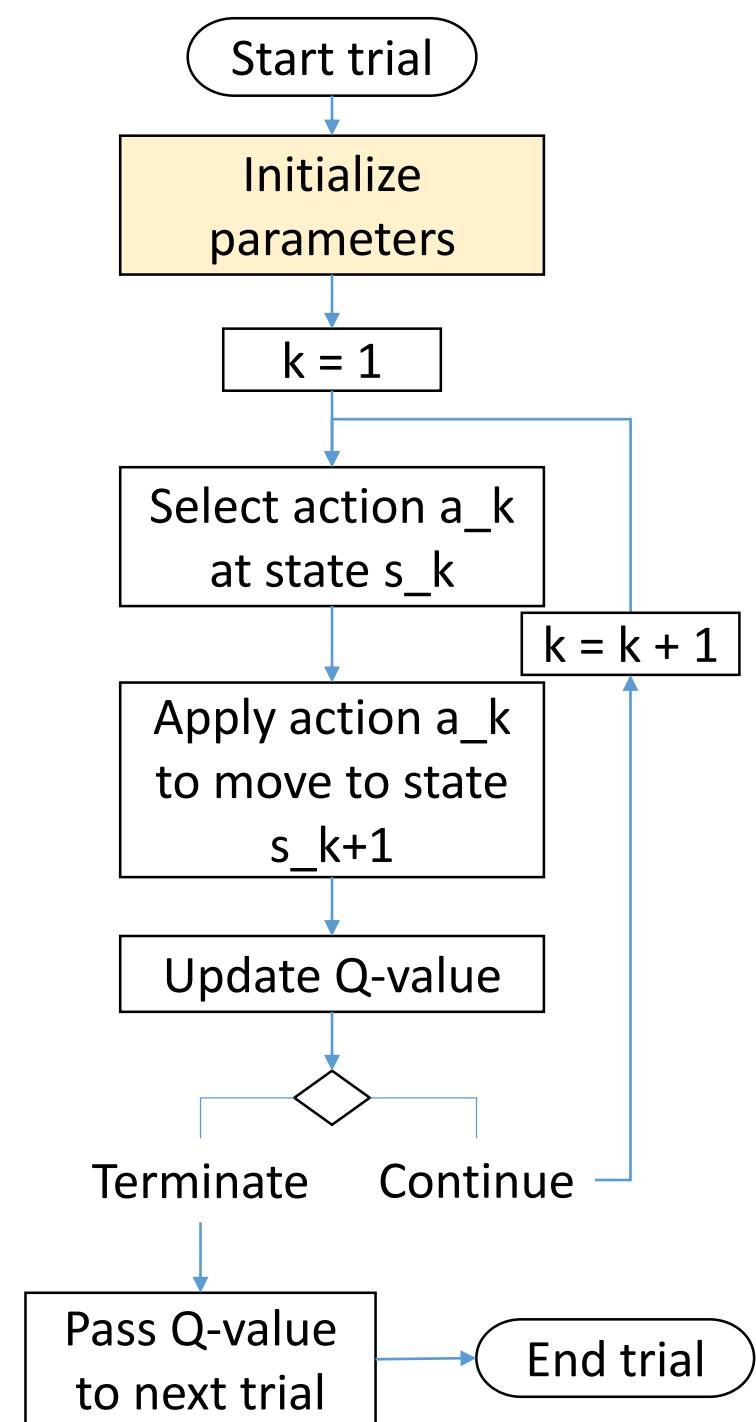 Start trial
Initialize
parameters
k = 1
Select action a_k
at state s_k
k = k + 1
Apply action a_k
to move to state
s_k+1
Update Q-value
Terminate
Continue
Pass Q-value
to next trial
End trial